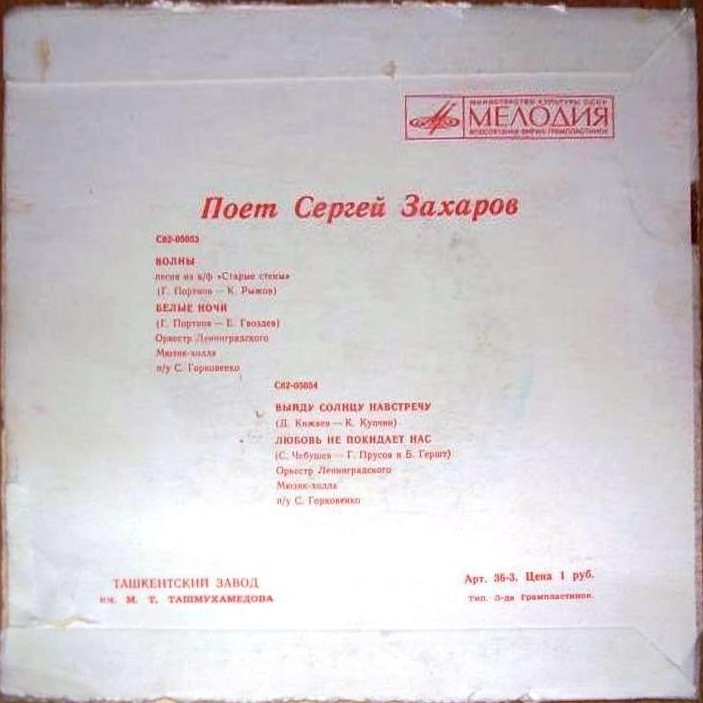 МИНИСТЕРСТВО КУЛЬТУРЫ СССР
МЕЛОДИЯ
ВСЕСОЮЗНАЯ ФИРМА ГРАМПЛАСТИНОК
Поет Сергей Захаров
С62-05053
ВОЛНЫ
песня из к/ф «Старые стены»
(Г. Портнов — К. Рыжов)
БЕЛЫЕ НОЧИ
(Г. Портнов — Е. Гвоздев)
Оркестр Ленинградского
Мюзик-холла
п/у С. Горковенко
С62-05054
ВЫЙДУ СОЛНЦУ НАВСТРЕЧУ
(Д. Кижаев — К. Купчин)
ЛЮБОВЬ НЕ ПОКИДАЕТ НАС
(С. Чебушов — Г. Прусов и Б. Гершт)
Оркестр Ленинградского
Мюзик-холла
п/у С. Горковенко
ТАШКЕНТСКИЙ ЗАВОД
им. М. Т. ТАШМУХАМЕДОВА
Арт. 36-3. Цена 1 руб.
Тип. З-да Грампластинок.